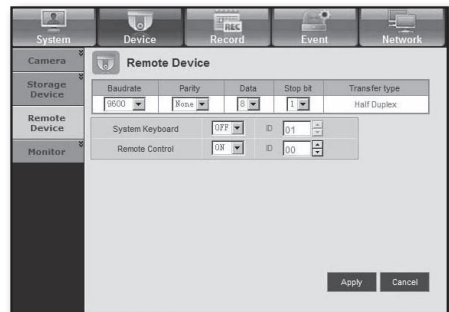 System Device Record Event Network
REC
Camera
Storage Device
Remote Device
Monitor
Remote Device
Baudrate Parity Data Stop bit Transfer type
9600 None 8 1 Half Duplex
System Keyboard OFF ID 01
Remote Control ON ID 00
Apply Cancel